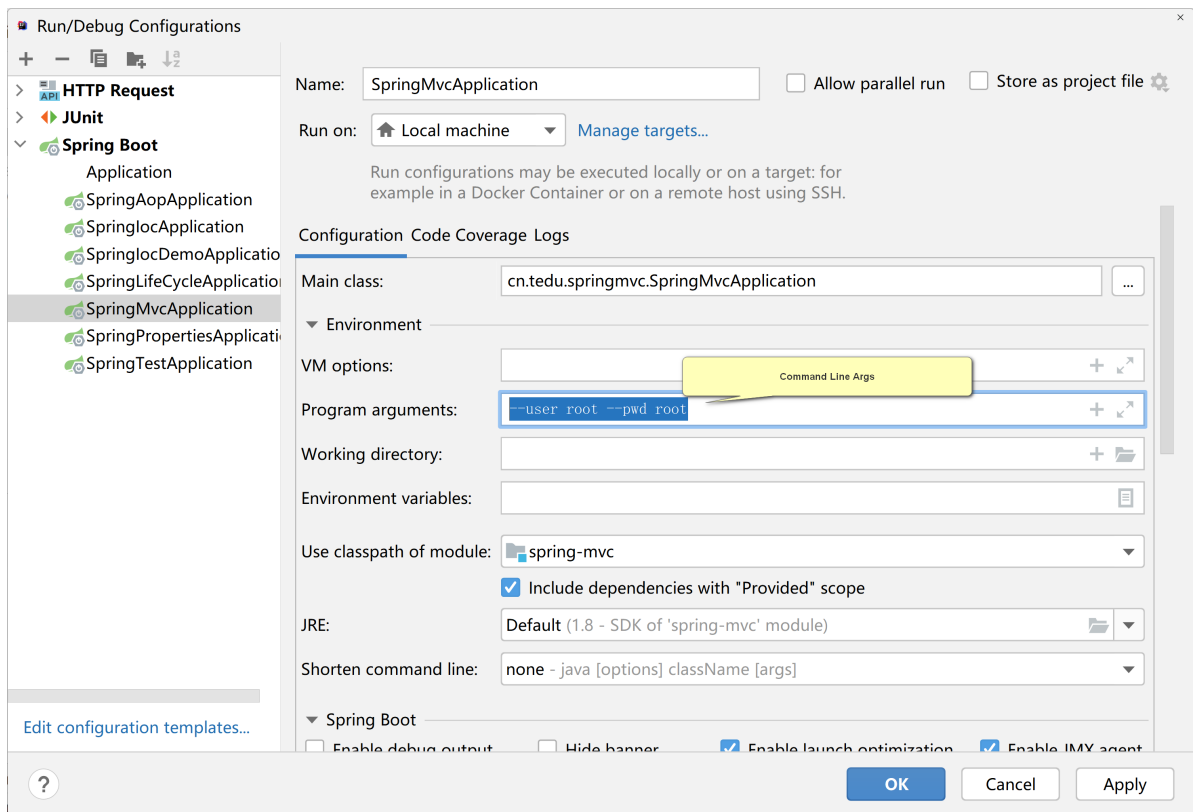 Run/Debug Configurations
HTTP Request
API
JUnit
Spring Boot
Application
SpringAopApplication
SpringIocApplication
SpringIocDemoApplicatio
SpringLifeCycleApplication
SpringMvcApplication
SpringPropertiesApplicati
SpringTestApplication
Edit configuration templates...
Name: SpringMvcApplication
Allow parallel run
Store as project file
Run on: Local machine
Manage targets...
Run configurations may be executed locally or on a target: for
example in a Docker Container or on a remote host using SSH.
Configuration Code Coverage Logs
Main class: cn.tedu.springmvc.SpringMvcApplication ...
Environment
VM options:
Command Line Args
Program arguments: --user root --pwd root
Working directory:
Environment variables:
Use classpath of module: spring-mvc
Include dependencies with "Provided" scope
JRE: Default (1.8 - SDK of 'spring-mvc' module)
Shorten command line: none - java [options] className [args]
Spring Boot
Enable debug output Hide banner Enable launch optimization Enable JMX agent
? OK Cancel Apply